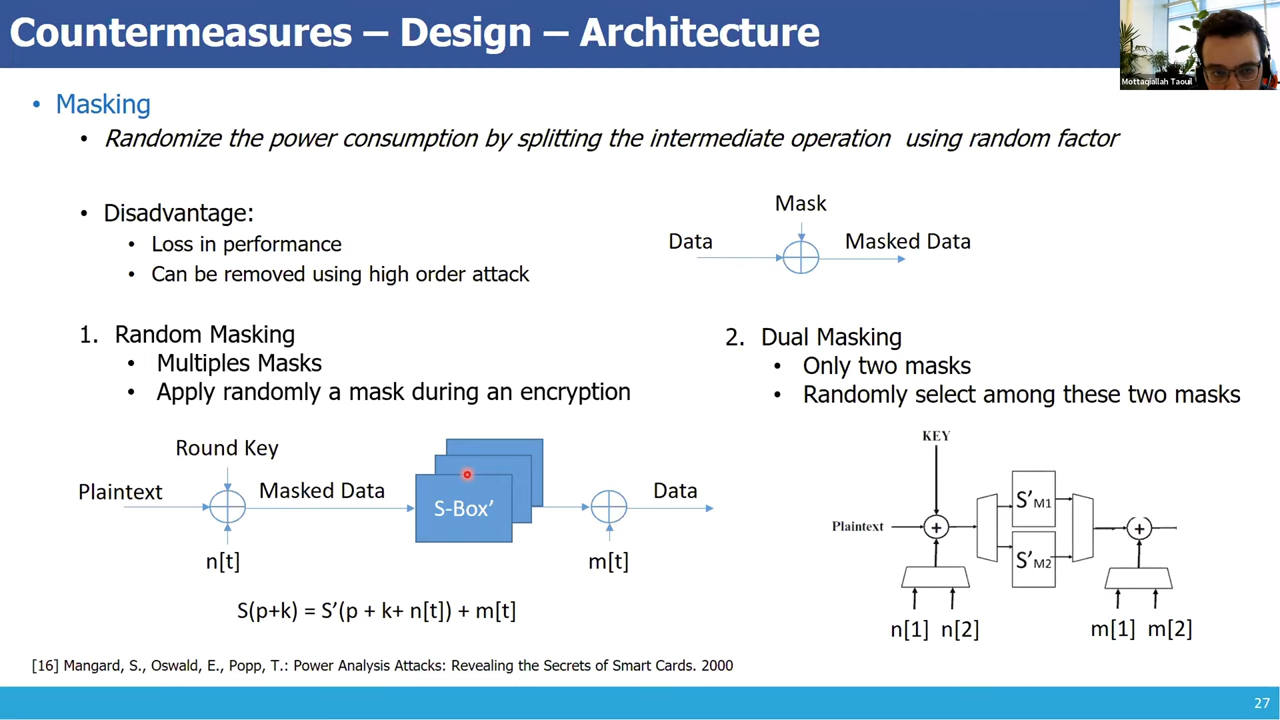 Countermeasures – Design – Architecture
Mottaqiallah Taouil
• Masking
• Randomize the power consumption by splitting the intermediate operation using random factor
• Disadvantage:
• Loss in performance
• Can be removed using high order attack
Mask
Data
Masked Data
1. Random Masking
• Multiples Masks
• Apply randomly a mask during an encryption
Round Key
Plaintext
Masked Data
S-Box’
Data
n[t]
m[t]
S(p+k) = S’(p + k+ n[t]) + m[t]
2. Dual Masking
• Only two masks
• Randomly select among these two masks
KEY
Plaintext
S’M1
S’M2
n[1] n[2]
m[1] m[2]
[16] Mangard, S., Oswald, E., Popp, T.: Power Analysis Attacks: Revealing the Secrets of Smart Cards. 2000
27